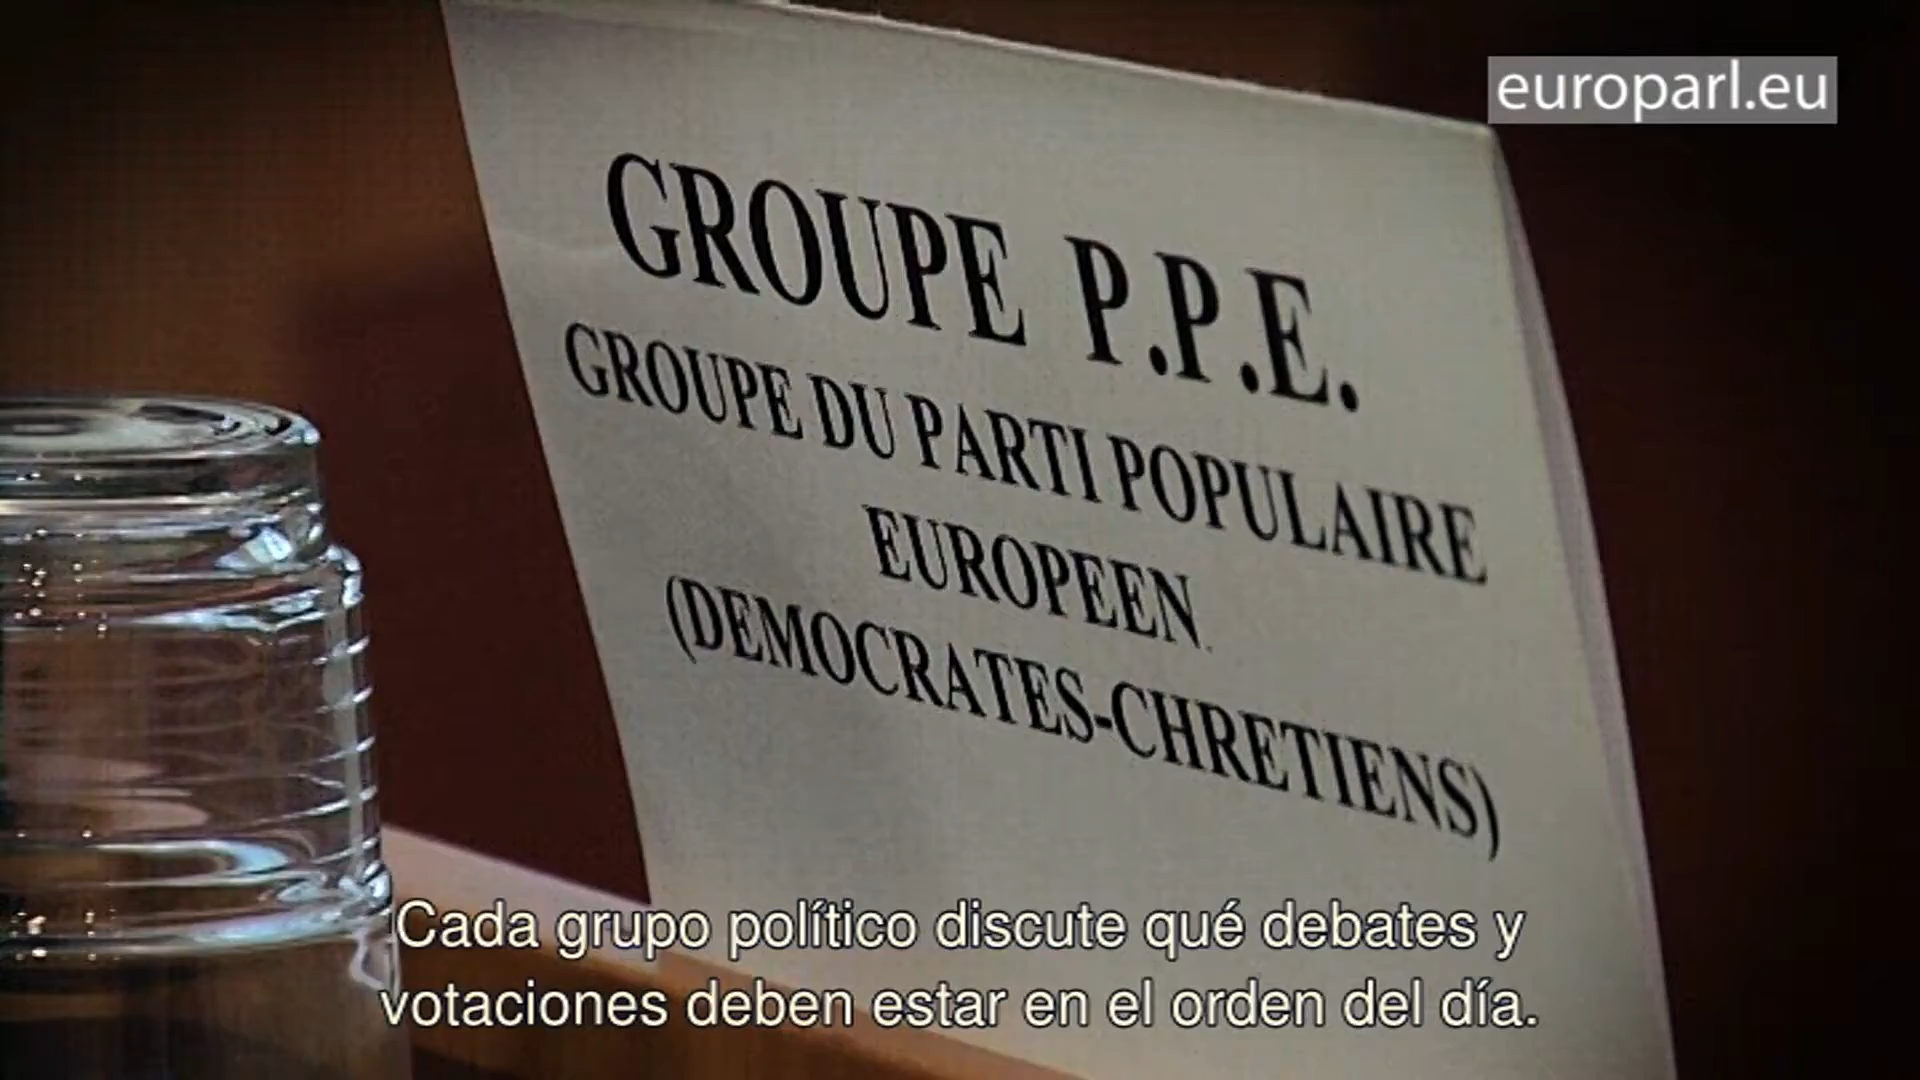 europarl.eu
GROUPE P.P.E.
GROUPE DU PARTI POPULAIRE
EUROPEEN
(DEMOCRATES-CHRETIENS)
Cada grupo político discute qué debates y
votaciones deben estar en el orden del día.